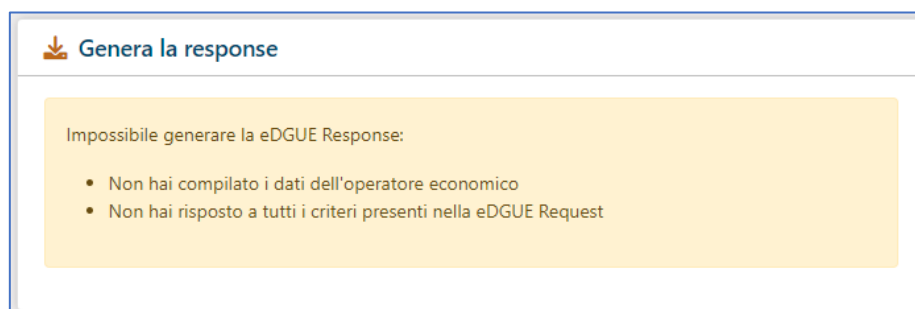 Genera la response
Impossibile generare la eDGUE Response:
• Non hai compilato i dati dell'operatore economico
• Non hai risposto a tutti i criteri presenti nella eDGUE Request